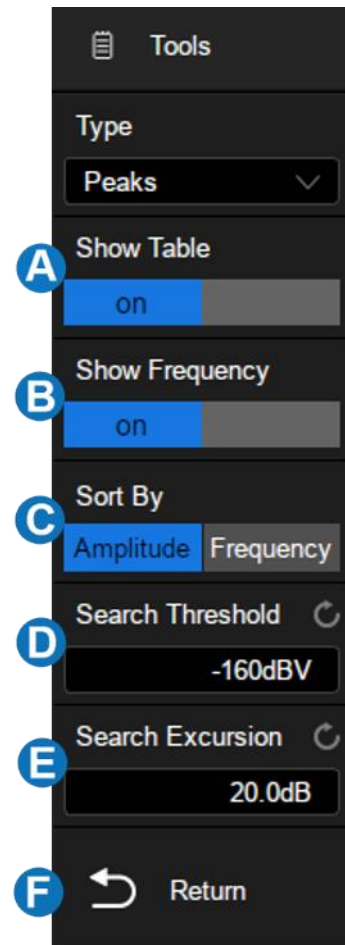 Tools
Type
Peaks
A Show Table
on
B Show Frequency
on
C Sort By
Amplitude Frequency
D Search Threshold
-160dBV
E Search Excursion
20.0dB
F Return